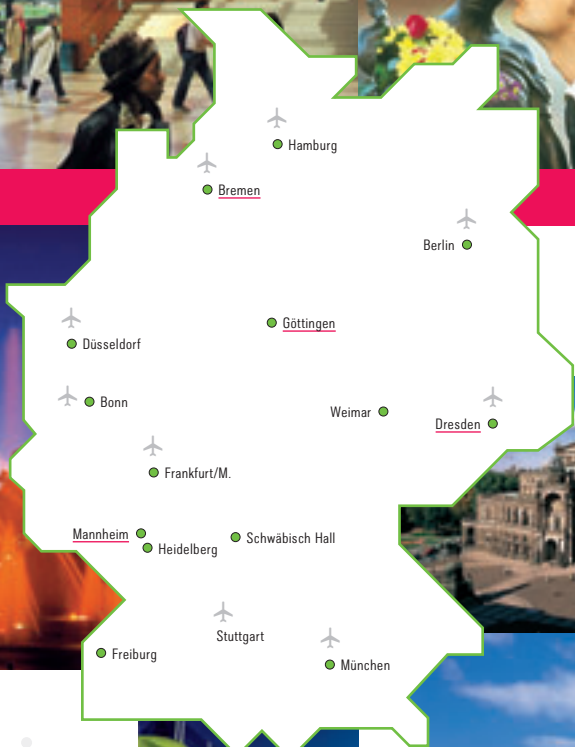 Hamburg
Bremen
Berlin
Göttingen
Düsseldorf
Bonn
Weimar
Dresden
Frankfurt/M.
Mannheim
Schwäbisch Hall
Heidelberg
Stuttgart
Freiburg
München